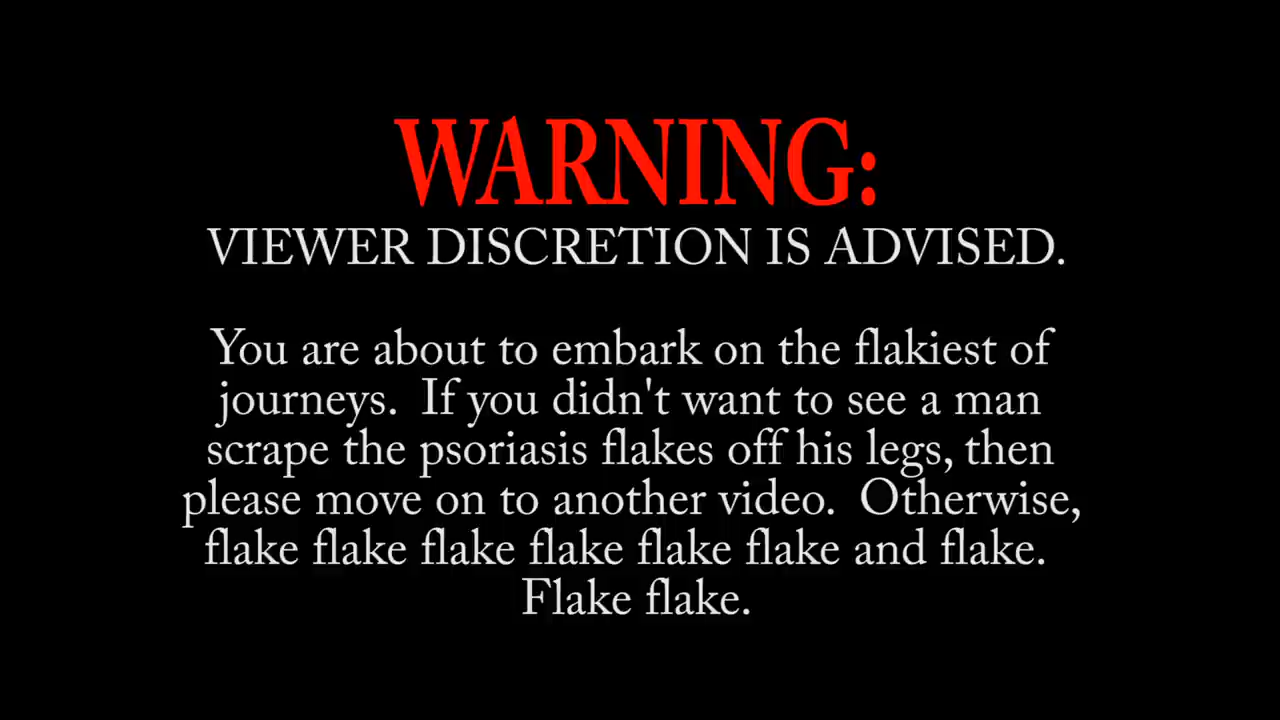 WARNING:
VIEWER DISCRETION IS ADVISED.
You are about to embark on the flakiest of
journeys.  If you didn't want to see a man
scrape the psoriasis flakes off his legs, then
please move on to another video.  Otherwise,
flake flake flake flake flake flake and flake.
Flake flake.